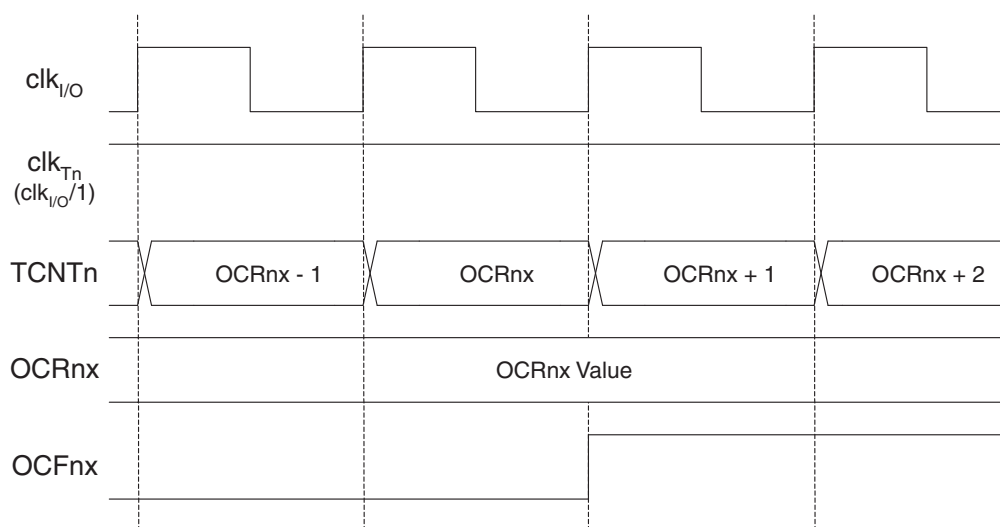 clkI/O
clkTn
(clkI/O/1)
TCNTn OCRnx - 1 OCRnx OCRnx + 1 OCRnx + 2
OCRnx OCRnx Value
OCFnx